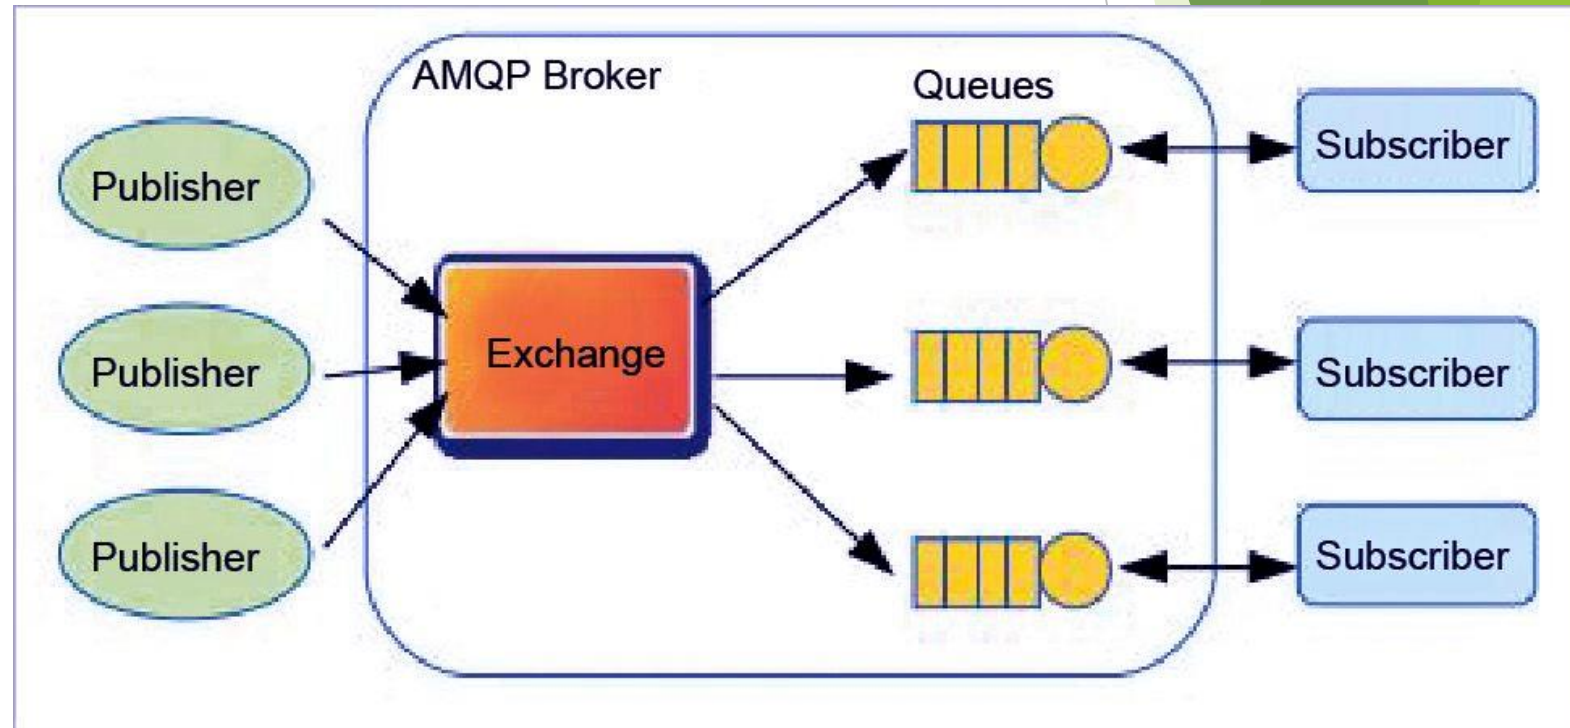 AMQP Broker
Queues
Publisher
Subscriber
Exchange
Publisher
Subscriber
Publisher
Subscriber